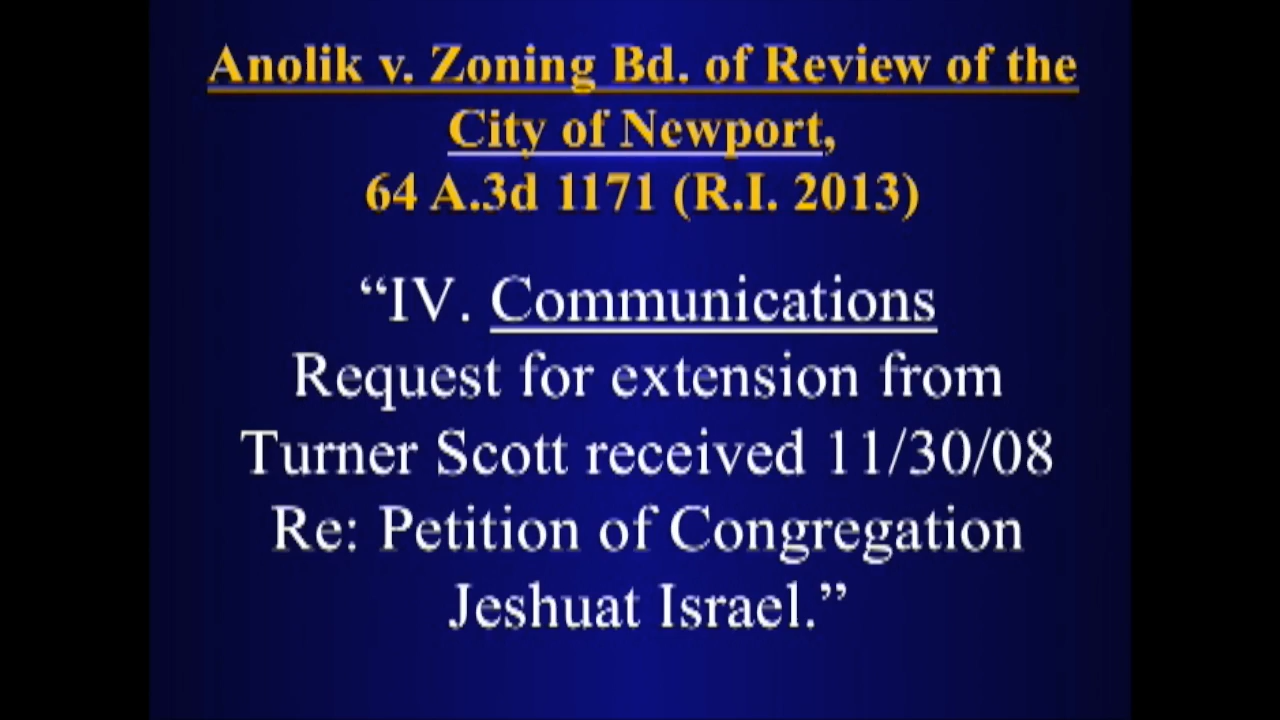 Anolik v. Zoning Bd. of Review of the
City of Newport,
64 A.3d 1171 (R.I. 2013)
“IV. Communications
Request for extension from
Turner Scott received 11/30/08
Re: Petition of Congregation
Jeshuat Israel.”